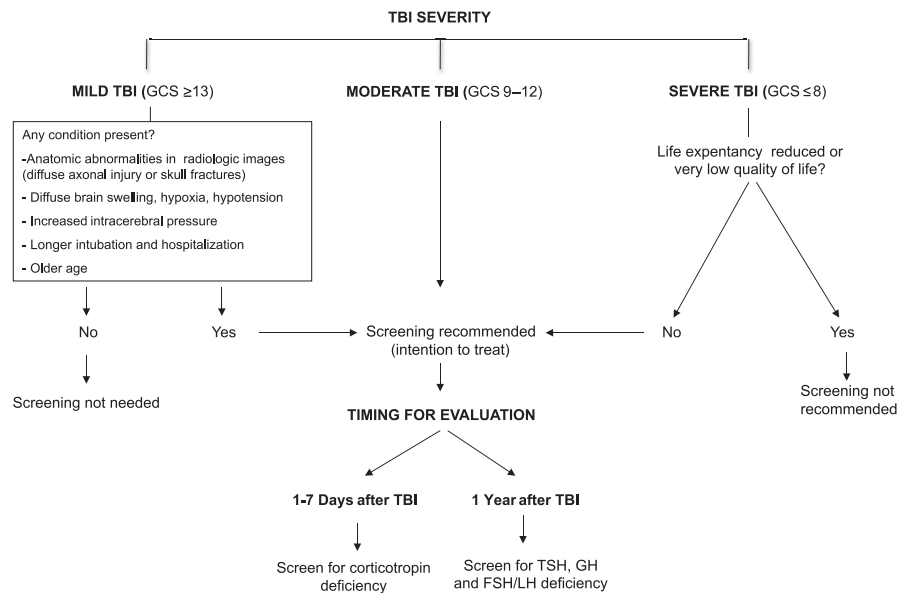 TBI SEVERITY
MILD TBI (GCS ≥13)
MODERATE TBI (GCS 9–12)
SEVERE TBI (GCS ≤8)
Any condition present?
-Anatomic abnormalities in radiologic images
(diffuse axonal injury or skull fractures)
- Diffuse brain swelling, hypoxia, hypotension
- Increased intracerebral pressure
- Longer intubation and hospitalization
- Older age
Life expentancy reduced or
very low quality of life?
No
Yes
Screening recommended
(intention to treat)
No
Yes
Screening not needed
Screening not
recommended
TIMING FOR EVALUATION
1-7 Days after TBI
1 Year after TBI
Screen for corticotropin
deficiency
Screen for TSH, GH
and FSH/LH deficiency